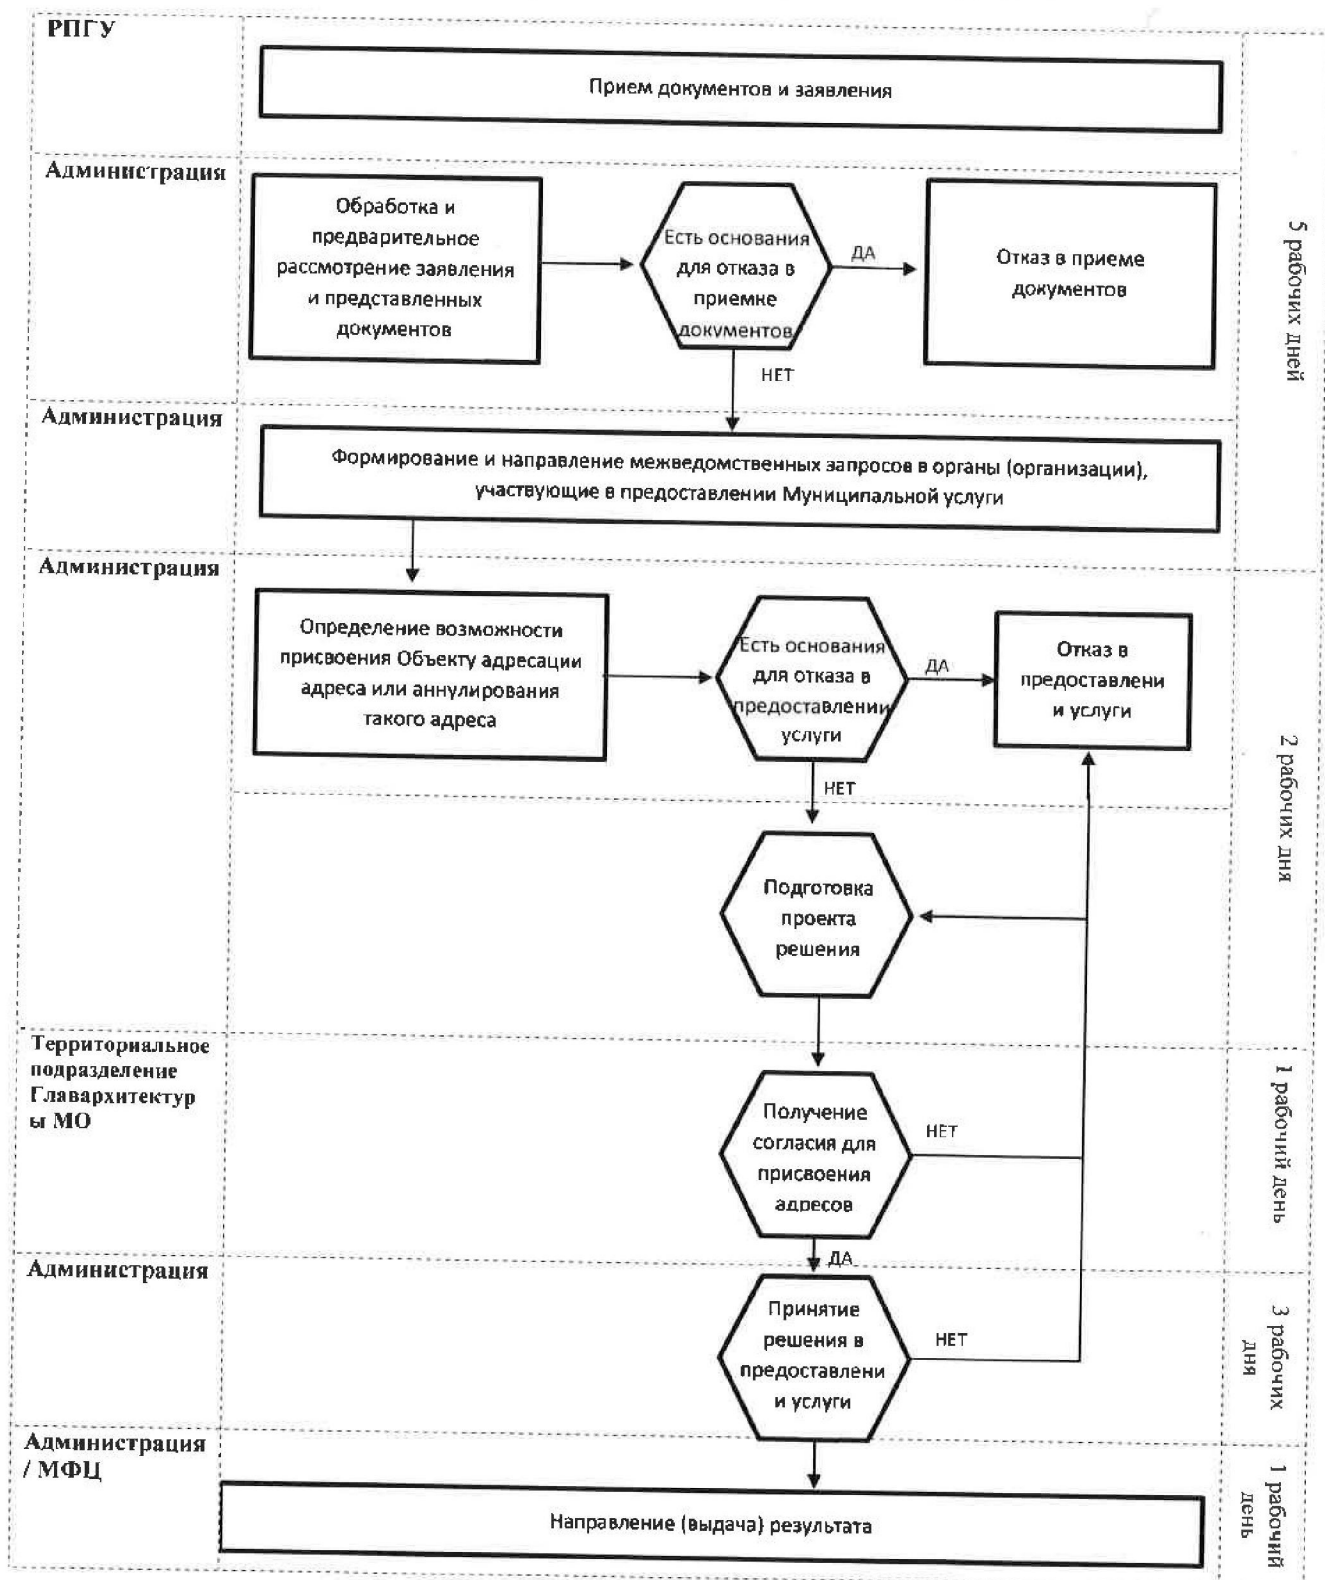 РПГУ
Прием документов и заявления
Администрация
Обработка и
предварительное
рассмотрение заявления
и представленных
документов
Есть основания
для отказа в
приемке
документов
ДА
Отказ в приеме
документов
НЕТ
5 рабочих дней
Администрация
Формирование и направление межведомственных запросов в органы (организации),
участвующие в предоставлении Муниципальной услуги
Администрация
Определение возможности
присвоения Объекту адресации
адреса или аннулирования
такого адреса
Есть основания
для отказа в
предоставлении
услуги
ДА
Отказ в
предоставлени
и услуги
НЕТ
2 рабочих дня
Подготовка
проекта
решения
Территориальное
подразделение
Главархитектур
ы МО
Получение
согласия для
присвоения
адресов
НЕТ
1 рабочий день
ДА
Администрация
Принятие
решения в
предоставлени
и услуги
НЕТ
3 рабочих
дня
Администрация
/ МФЦ
Направление (выдача) результата
1 рабочий
день